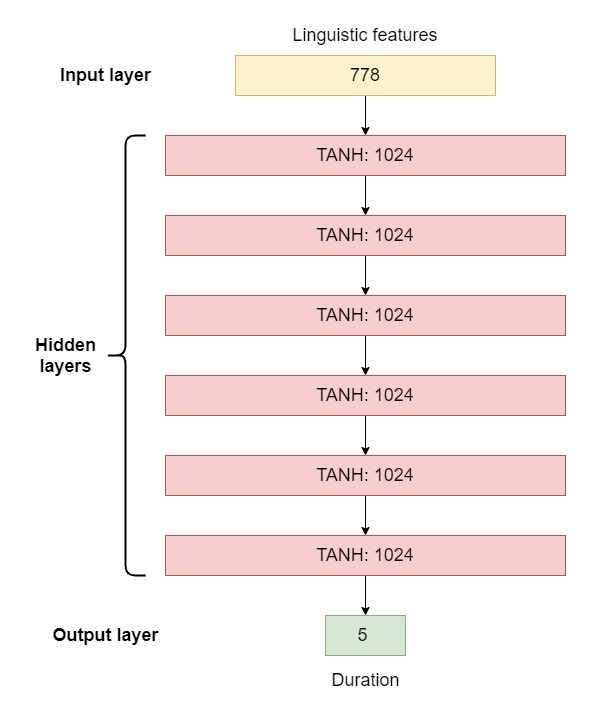 Linguistic features
Input layer
778
TANH: 1024
TANH: 1024
TANH: 1024
Hidden
layers
TANH: 1024
TANH: 1024
TANH: 1024
Output layer
5
Duration